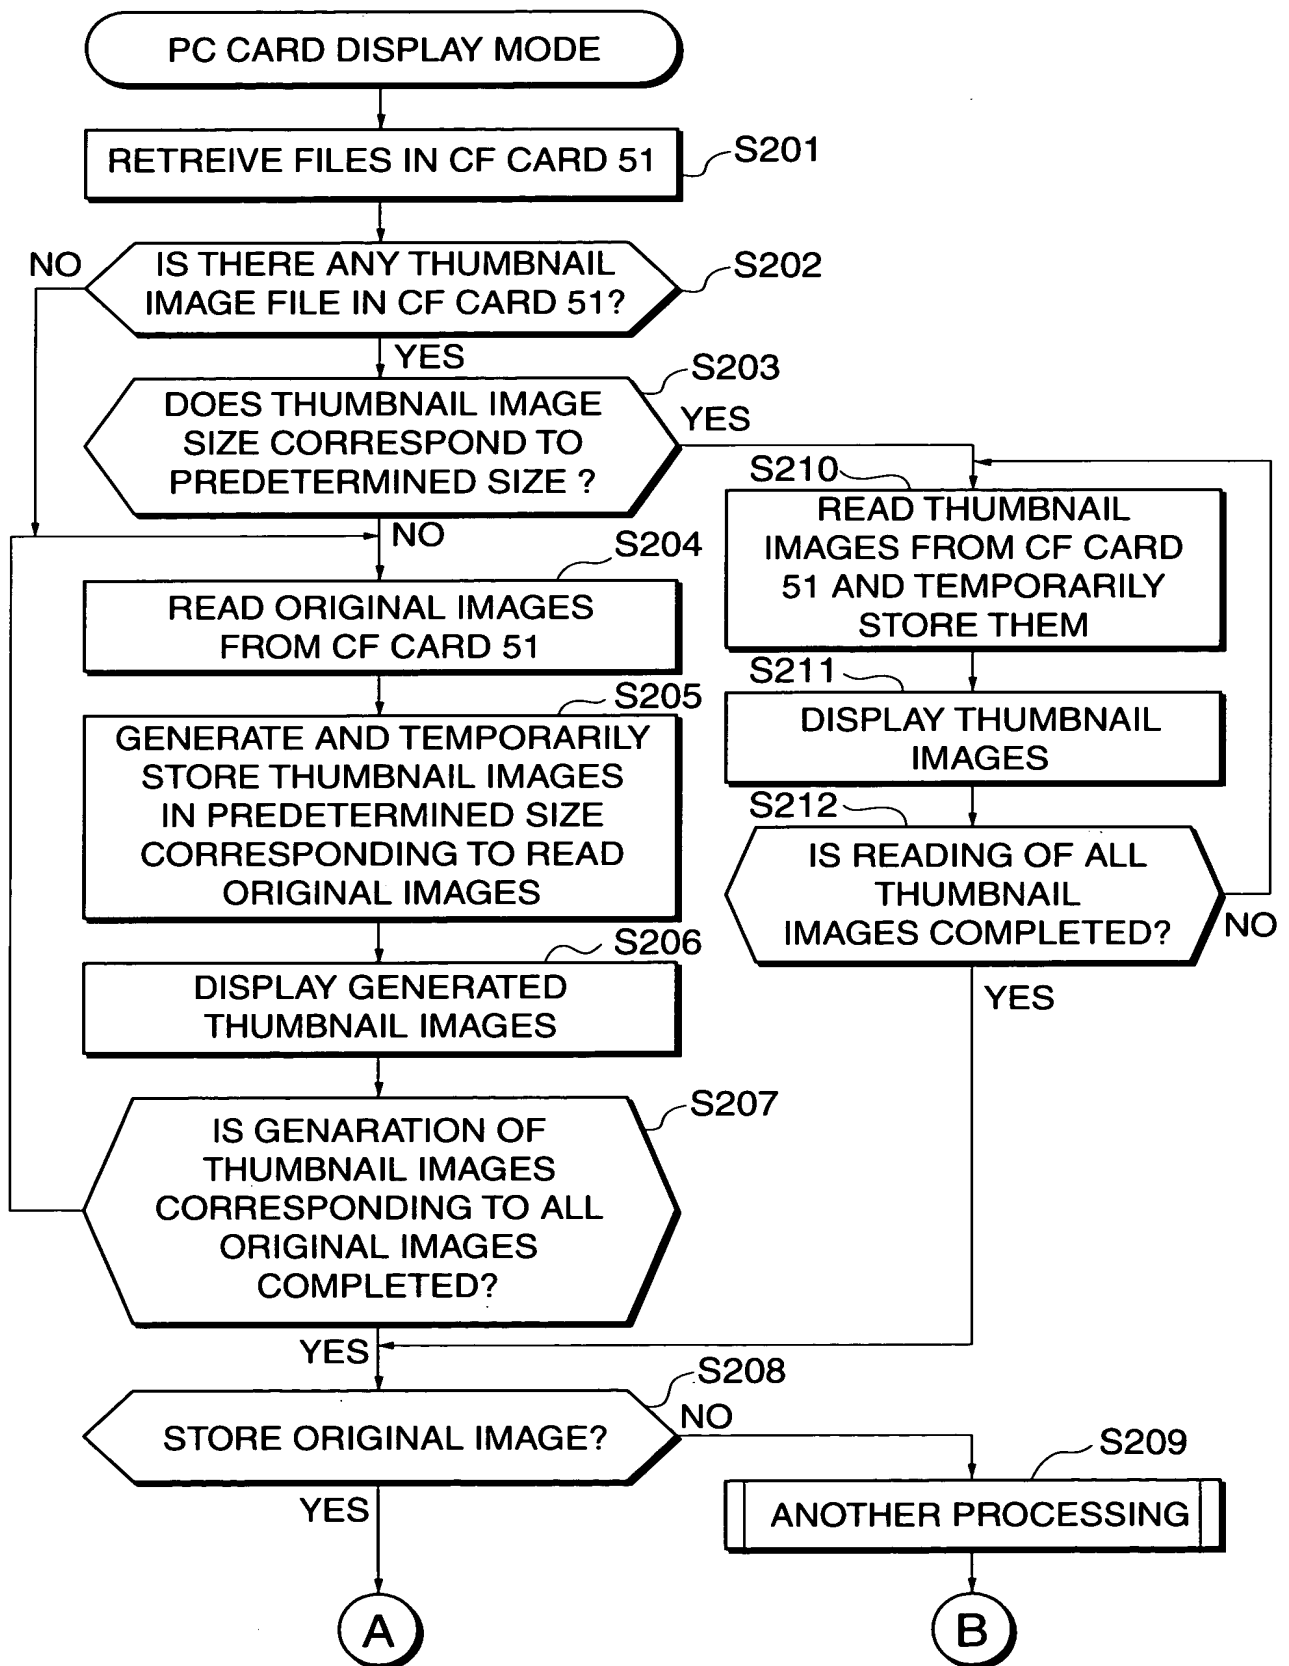 PC CARD DISPLAY MODE
RETREIVE FILES IN CF CARD 51
S201
NO
IS THERE ANY THUMBNAIL
IMAGE FILE IN CF CARD 51?
S202
YES
S203
DOES THUMBNAIL IMAGE
SIZE CORRESPOND TO
PREDETERMINED SIZE ?
YES
NO
S204
READ ORIGINAL IMAGES
FROM CF CARD 51
S205
GENERATE AND TEMPORARILY
STORE THUMBNAIL IMAGES
IN PREDETERMINED SIZE
CORRESPONDING TO READ
ORIGINAL IMAGES
S206
DISPLAY GENERATED
THUMBNAIL IMAGES
S207
IS GENARATION OF
THUMBNAIL IMAGES
CORRESPONDING TO ALL
ORIGINAL IMAGES
COMPLETED?
YES
S210
READ THUMBNAIL
IMAGES FROM CF CARD
51 AND TEMPORARILY
STORE THEM
S211
DISPLAY THUMBNAIL
IMAGES
S212
IS READING OF ALL
THUMBNAIL
IMAGES COMPLETED?
NO
YES
S208
STORE ORIGINAL IMAGE?
NO
YES
S209
ANOTHER PROCESSING
A
B